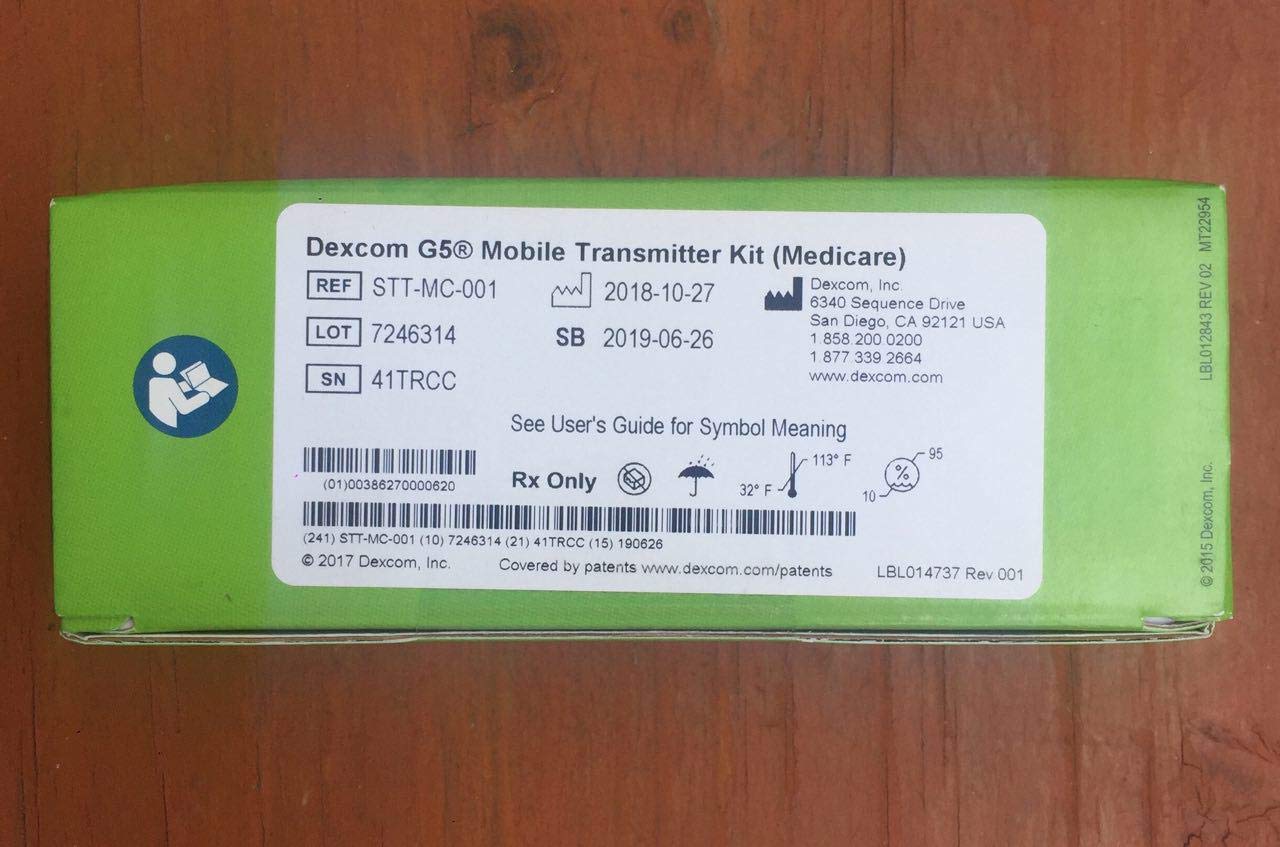 Dexcom G5® Mobile Transmitter Kit (Medicare)
REF STT-MC-001
LOT 7246314
SN 41TRCC
2018-10-27
SB 2019-06-26
Dexcom, Inc.
6340 Sequence Drive
San Diego, CA 92121 USA
1.858.200.0200
1.877.339.2664
www.dexcom.com
See User's Guide for Symbol Meaning
(01)00386270000620
Rx Only
32° F
113° F
%
10
95
(241) STT-MC-001 (10) 7246314 (21) 41TRCC (15) 190626
© 2017 Dexcom, Inc.
Covered by patents www.dexcom.com/patents
LBL014737 Rev 001
© 2015 Dexcom, Inc.
LBL012843 REV 02 MT22954